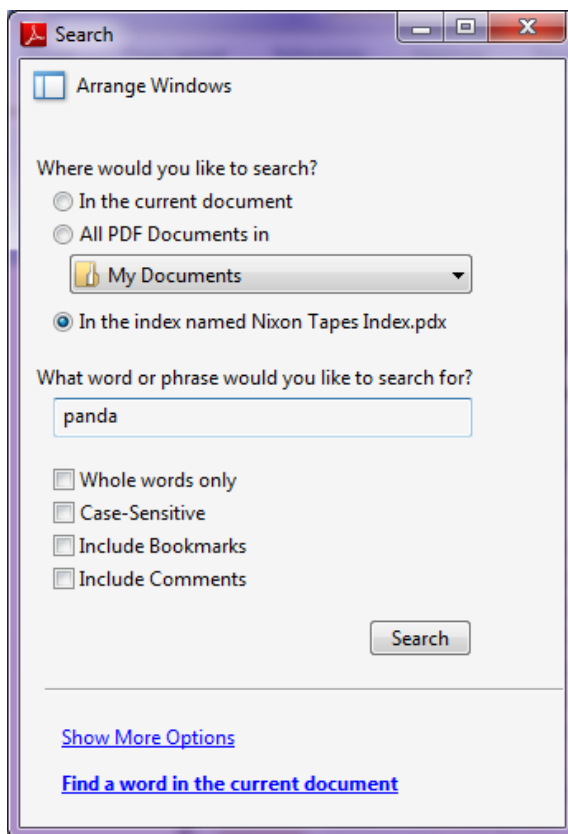 Search
Arrange Windows
Where would you like to search?
In the current document
All PDF Documents in
My Documents
In the index named Nixon Tapes Index.pdx
What word or phrase would you like to search for?
panda
Whole words only
Case-Sensitive
Include Bookmarks
Include Comments
Search
Show More Options
Find a word in the current document